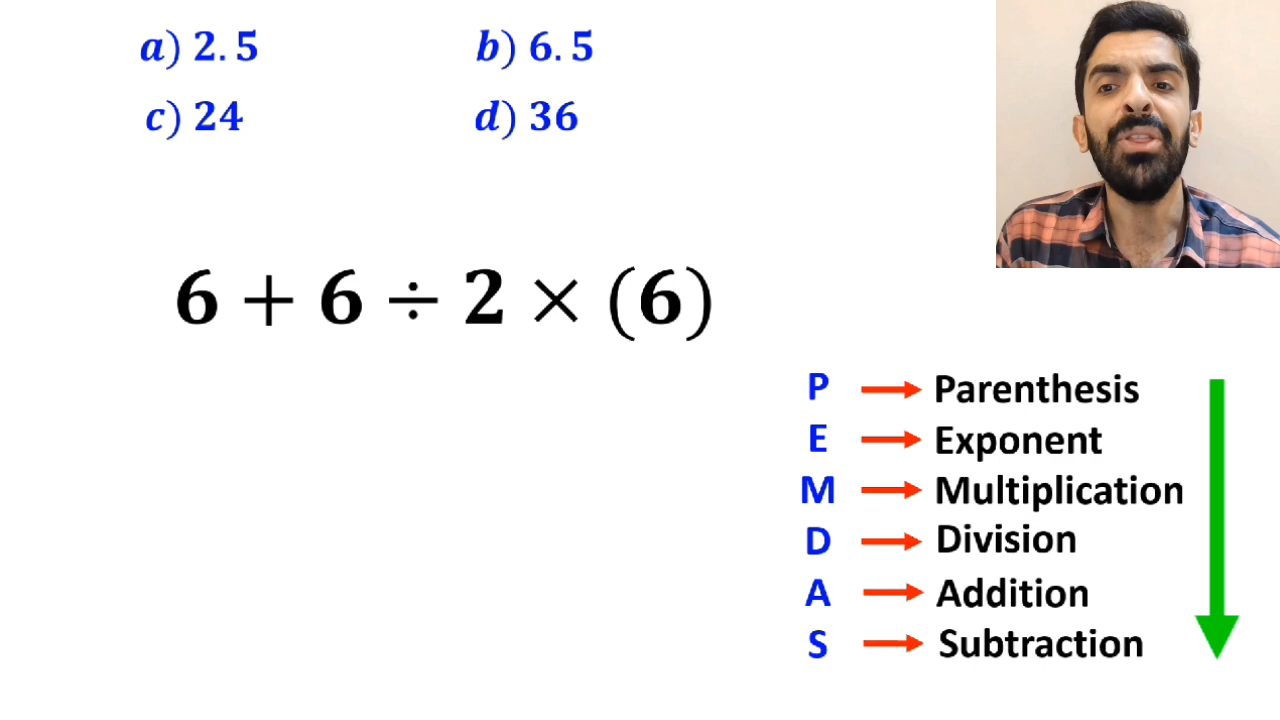 a) 2.5 b) 6.5
c) 24 d) 36
6 + 6 ÷ 2 × (6)
P → Parenthesis
E → Exponent
M → Multiplication
D → Division
A → Addition
S → Subtraction